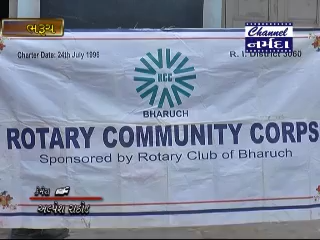 ભરૂચ
Channel
નર્મદા
Charter Date: 24th July 1996
R. I. District 3060
RCC
BHARUCH
ROTARY COMMUNITY CORPS
Sponsored by Rotary Club of Bharuch
અલ્પેશ રાઠોડ